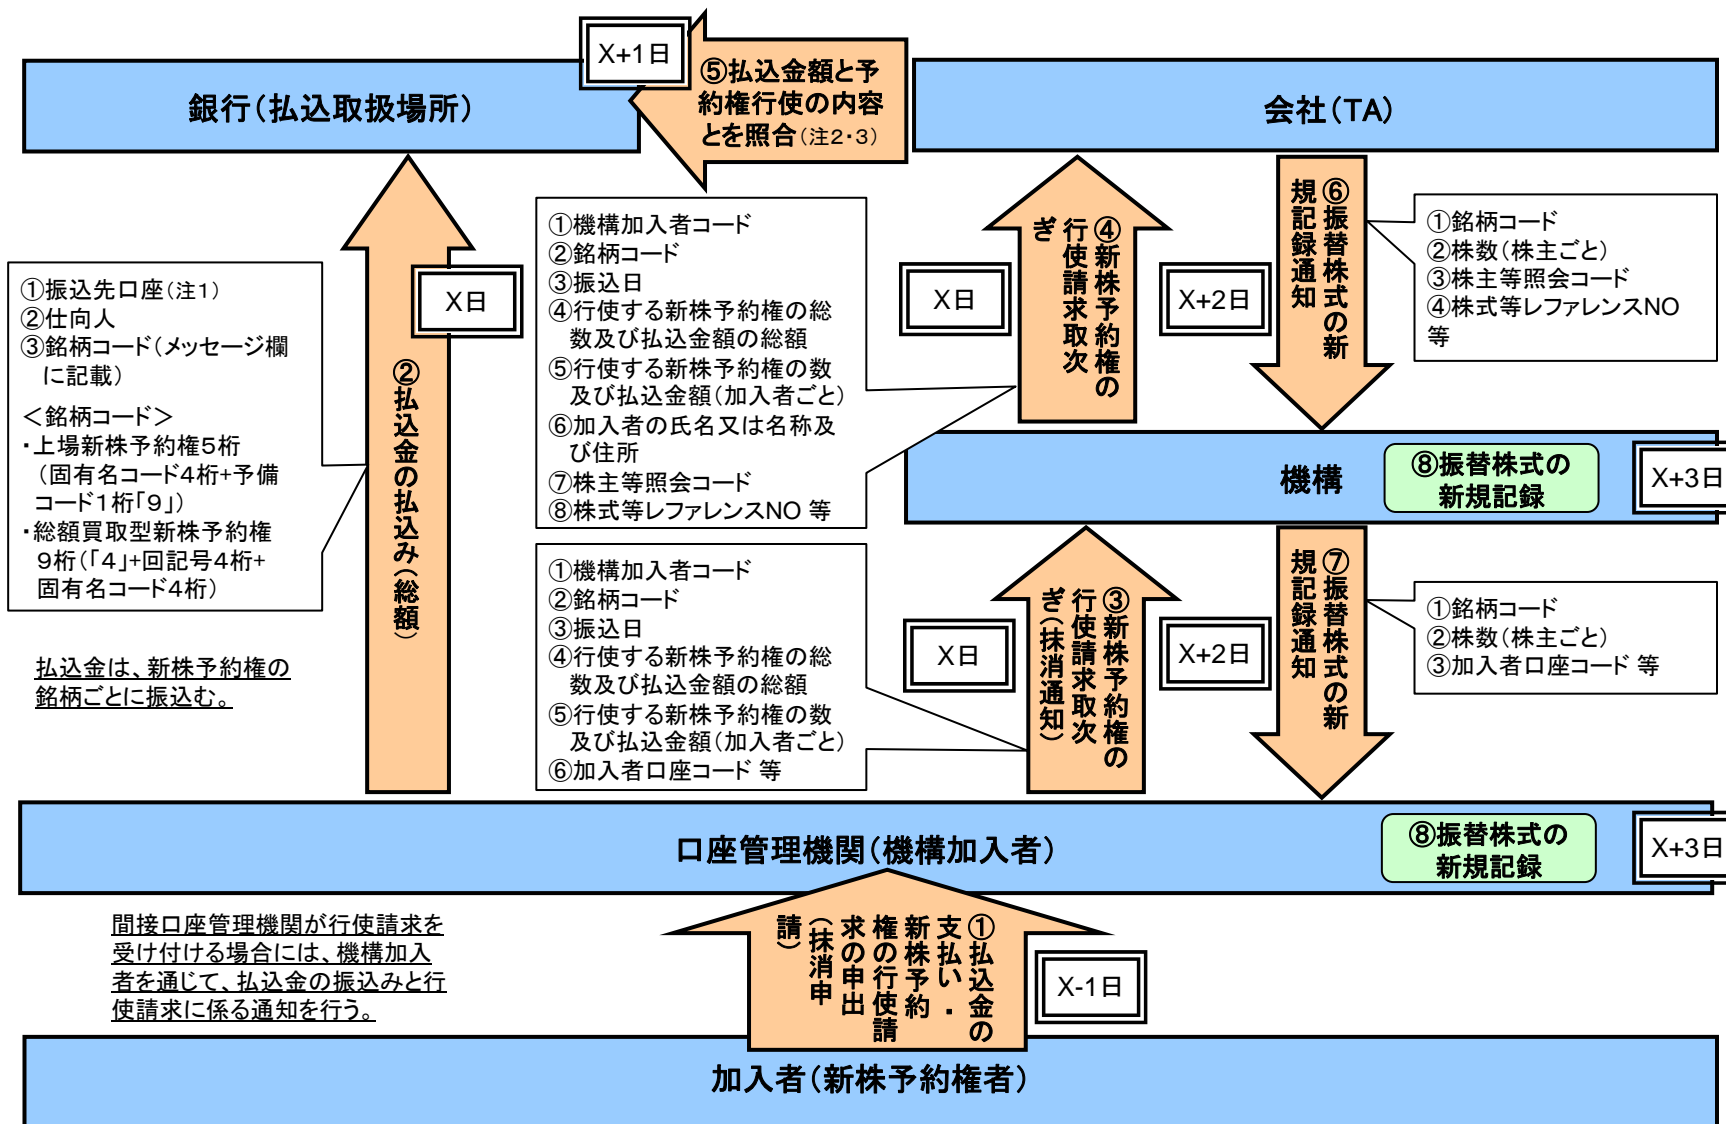 X+1日
⑤払込金額と予
約権行使の内容
とを照合(注2・3)
銀行(払込取扱場所)
会社(TA)
①振込先口座(注1)
②仕向人
③銘柄コード(メッセージ欄
に記載)
<銘柄コード>
・上場新株予約権5桁
(固有名コード4桁+予備
コード1桁「9」)
・総額買取型新株予約権
9桁(「4」+回記号4桁+
固有名コード4桁)
払込金は、新株予約権の
銘柄ごとに振込む。
②払込金の払込み(総額)
X日
①機構加入者コード
②銘柄コード
③振込日
④行使する新株予約権の総
数及び払込金額の総額
⑤行使する新株予約権の数
及び払込金額(加入者ごと)
⑥加入者の氏名又は名称及
び住所
⑦株主等照会コード
⑧株式等レファレンスNO 等
X日
④新株予約権の
行使請求取次
ぎ
X+2日
⑥振替株式の新
規記録通知
①銘柄コード
②株数(株主ごと)
③株主等照会コード
④株式等レファレンスNO
等
機構
⑧振替株式の
新規記録
X+3日
①機構加入者コード
②銘柄コード
③振込日
④行使する新株予約権の総
数及び払込金額の総額
⑤行使する新株予約権の数
及び払込金額(加入者ごと)
⑥加入者口座コード 等
X日
③新株予約権の
行使請求取次
ぎ(抹消通知)
X+2日
⑦振替株式の新
規記録通知
①銘柄コード
②株数(株主ごと)
③加入者口座コード 等
口座管理機関(機構加入者)
⑧振替株式の
新規記録
X+3日
間接口座管理機関が行使請求を
受け付ける場合には、機構加入
者を通じて、払込金の振込みと行
使請求に係る通知を行う。
①払込金の
支払い・
新株予約
権の行使請
求の申出
(抹消申
請)
X-1日
加入者(新株予約権者)